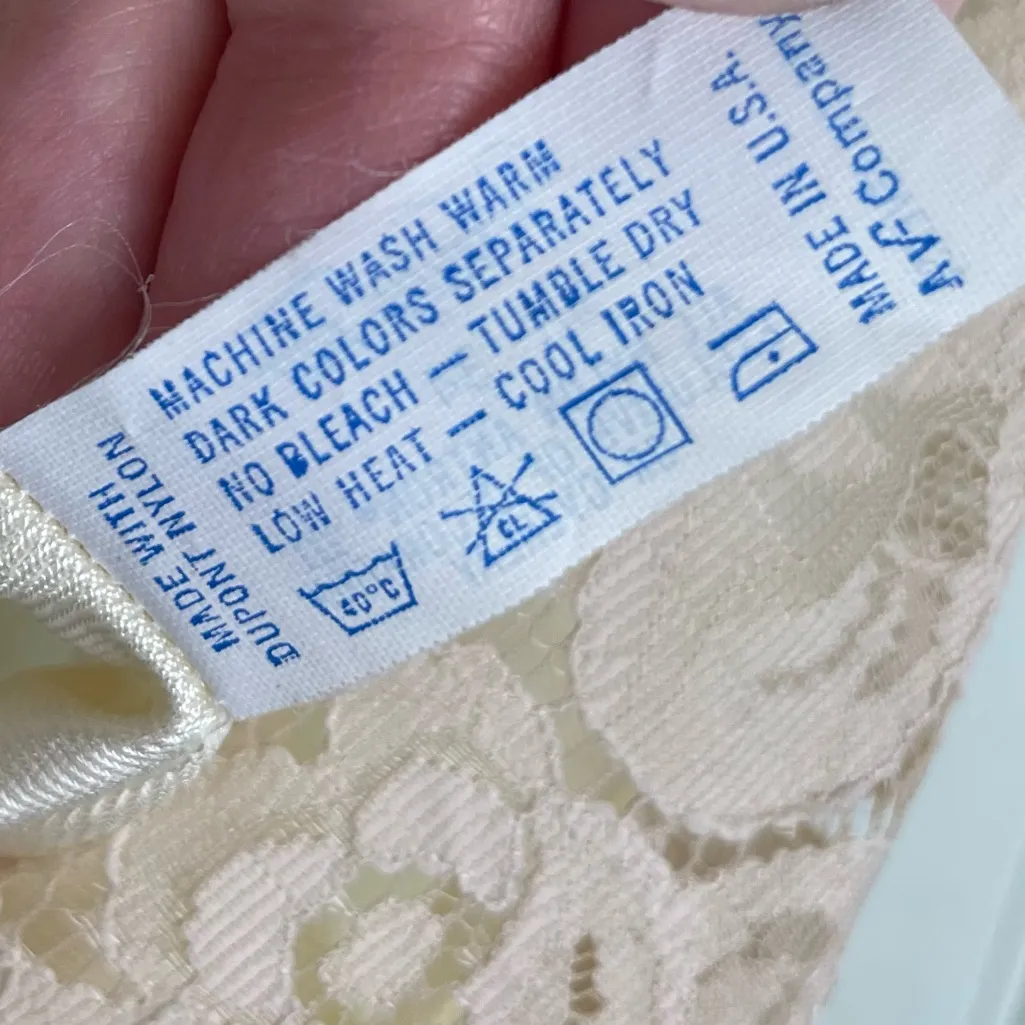 MACHINE WASH WARM
DARK COLORS SEPARATELY
NO BLEACH — TUMBLE DRY
LOW HEAT — COOL IRON
40°C
CL
MADE WITH
DUPONT NYLON
MADE IN U.S.A.
Company